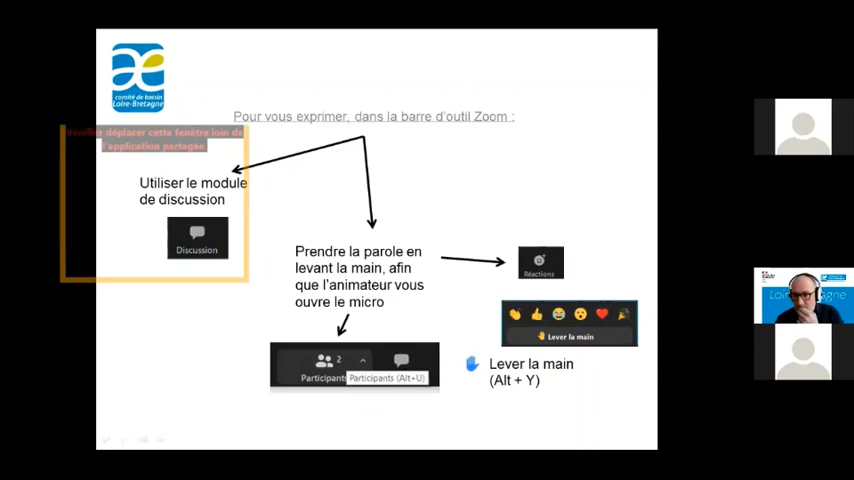 comité de bassin
Loire-Bretagne
Pour vous exprimer, dans la barre d'outil Zoom :
Veuillez déplacer cette fenêtre loin de
l'application partagée
Utiliser le module
de discussion
Discussion
Prendre la parole en
levant la main, afin
que l'animateur vous
ouvre le micro
Réactions
Lever la main
2
Participants
Participants (Alt+U)
Lever la main
(Alt + Y)